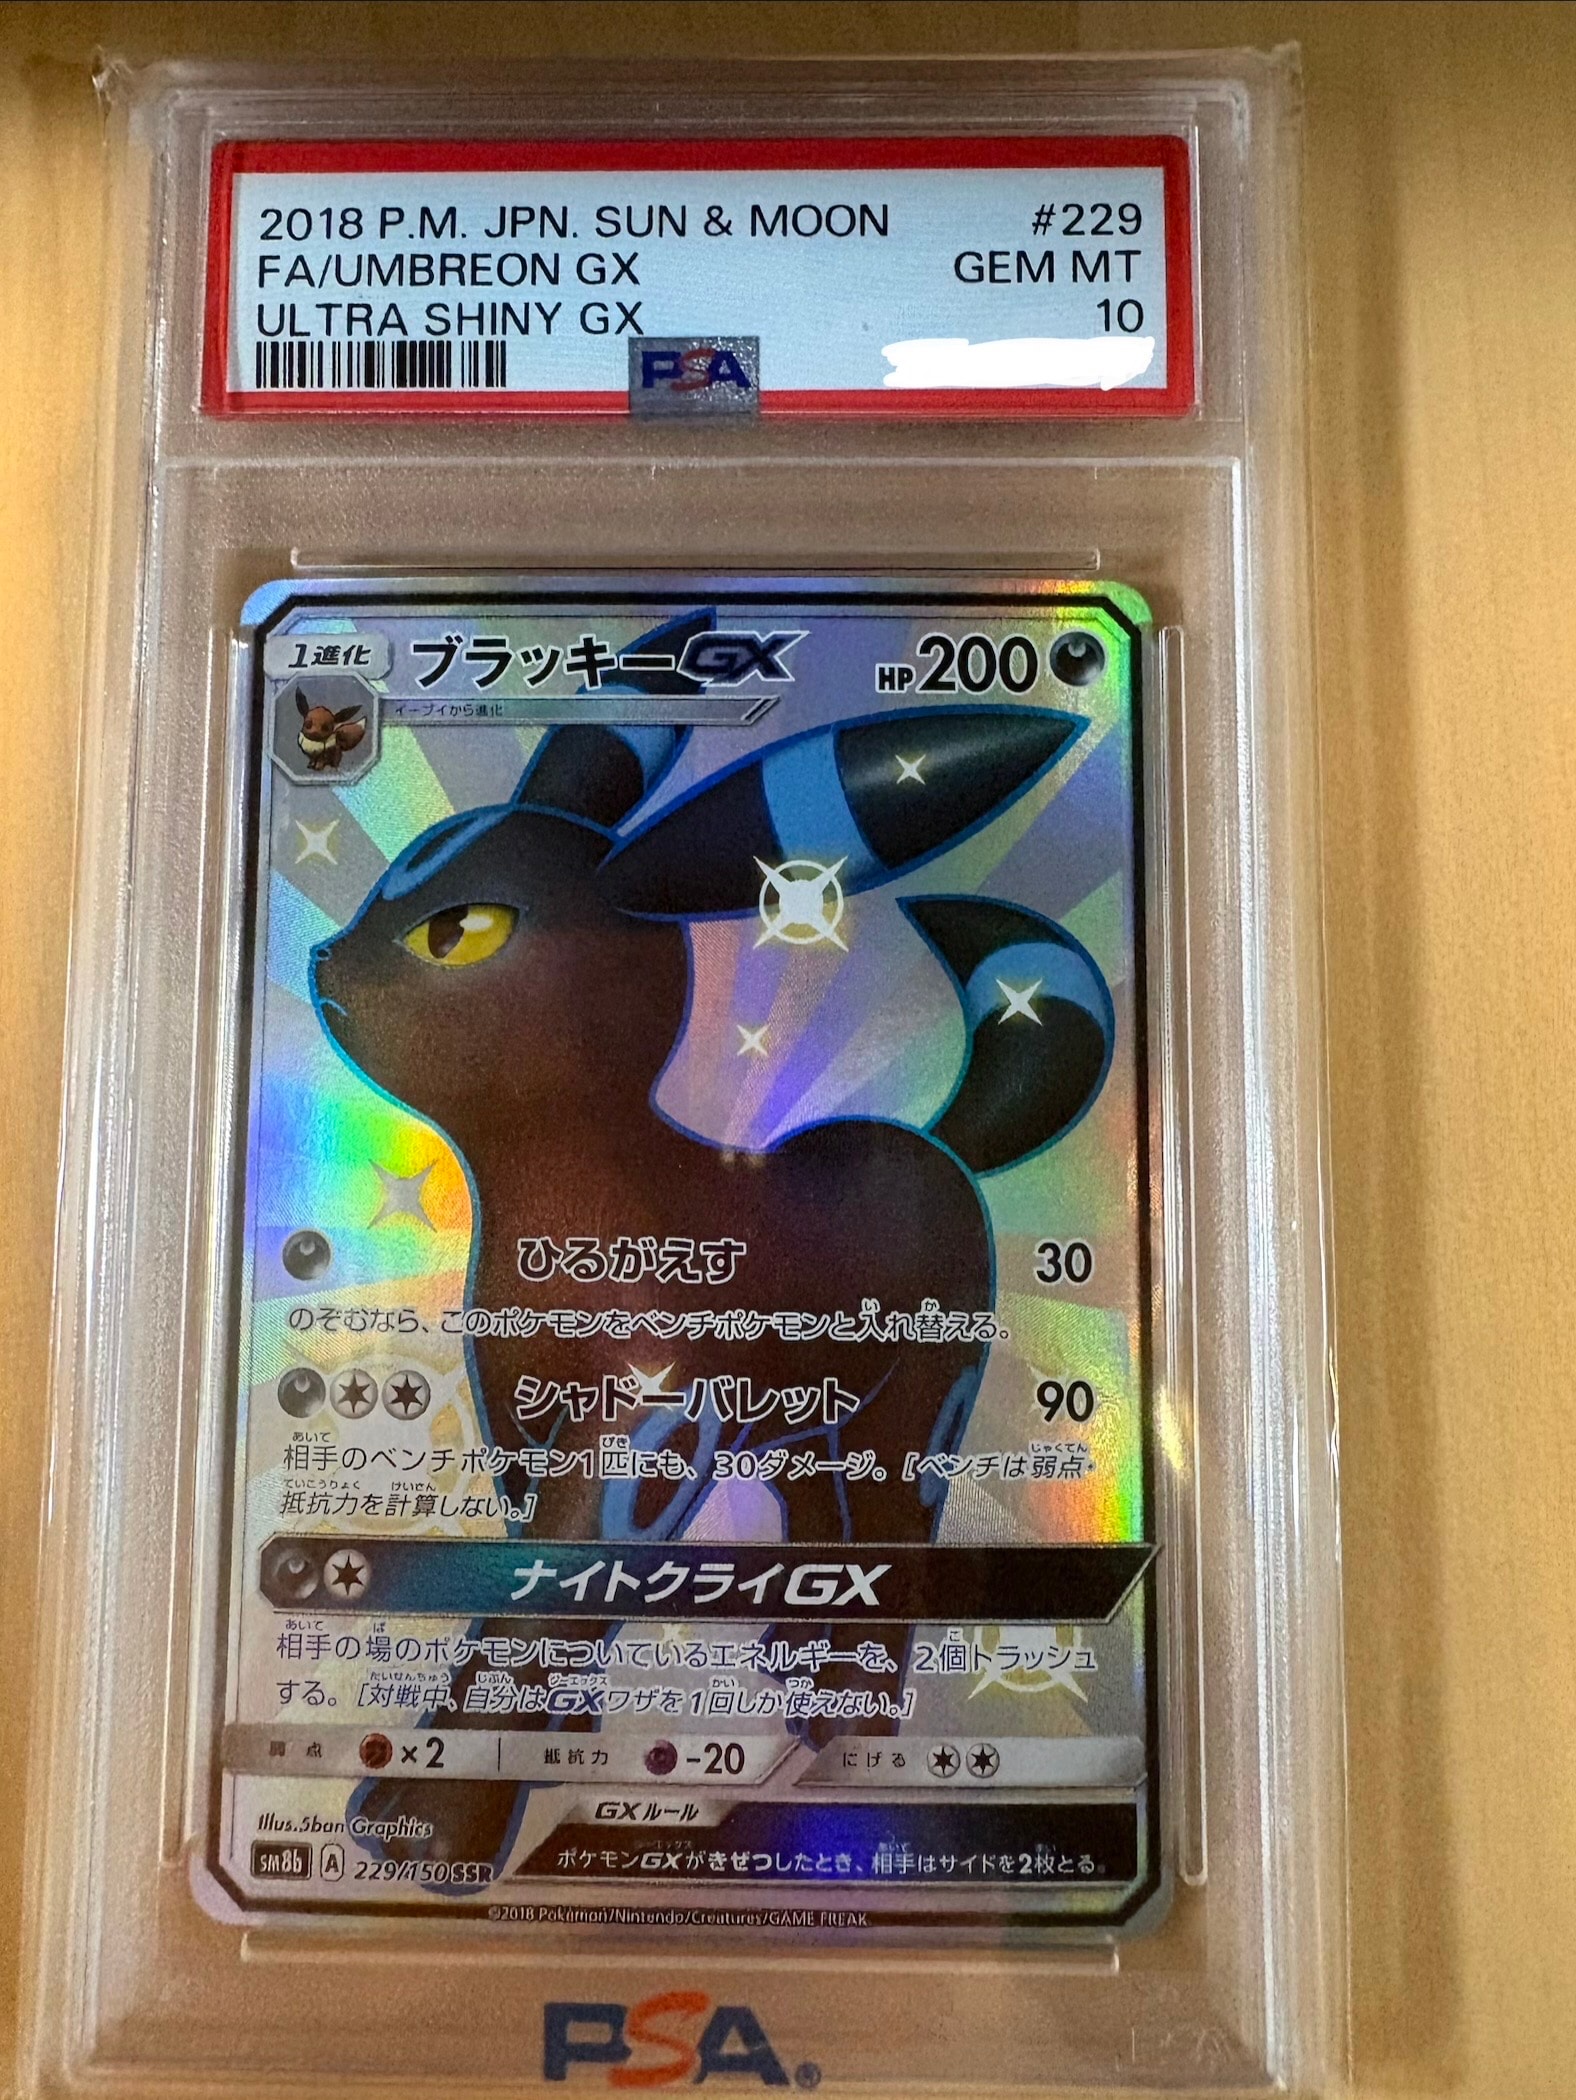 2018 P.M. JPN. SUN & MOON #229
FA/UMBREON GX GEM MT
ULTRA SHINY GX 10
PSA
1進化 ブラッキーGX HP200
イーブイから進化
ひるがえす 30
のぞむなら、このポケモンをベンチポケモンと入れ替える。
シャドーバレット 90
相手のベンチポケモン1匹にも、30ダメージ。[ベンチは弱点・
抵抗力を計算しない。]
ナイトクライGX
相手の場のポケモンについているエネルギーを、2個トラッシュ
する。[対戦中、自分はGXワザを1回しか使えない。]
弱点 ×2 抵抗力 -20 にげる
Illus.5ban Graphics
GXルール
ポケモンGXがきぜつしたとき、相手はサイドを2枚とる。
SM8b A 229/150 SSR
©2018 Pokémon/Nintendo/Creatures/GAME FREAK
PSA®